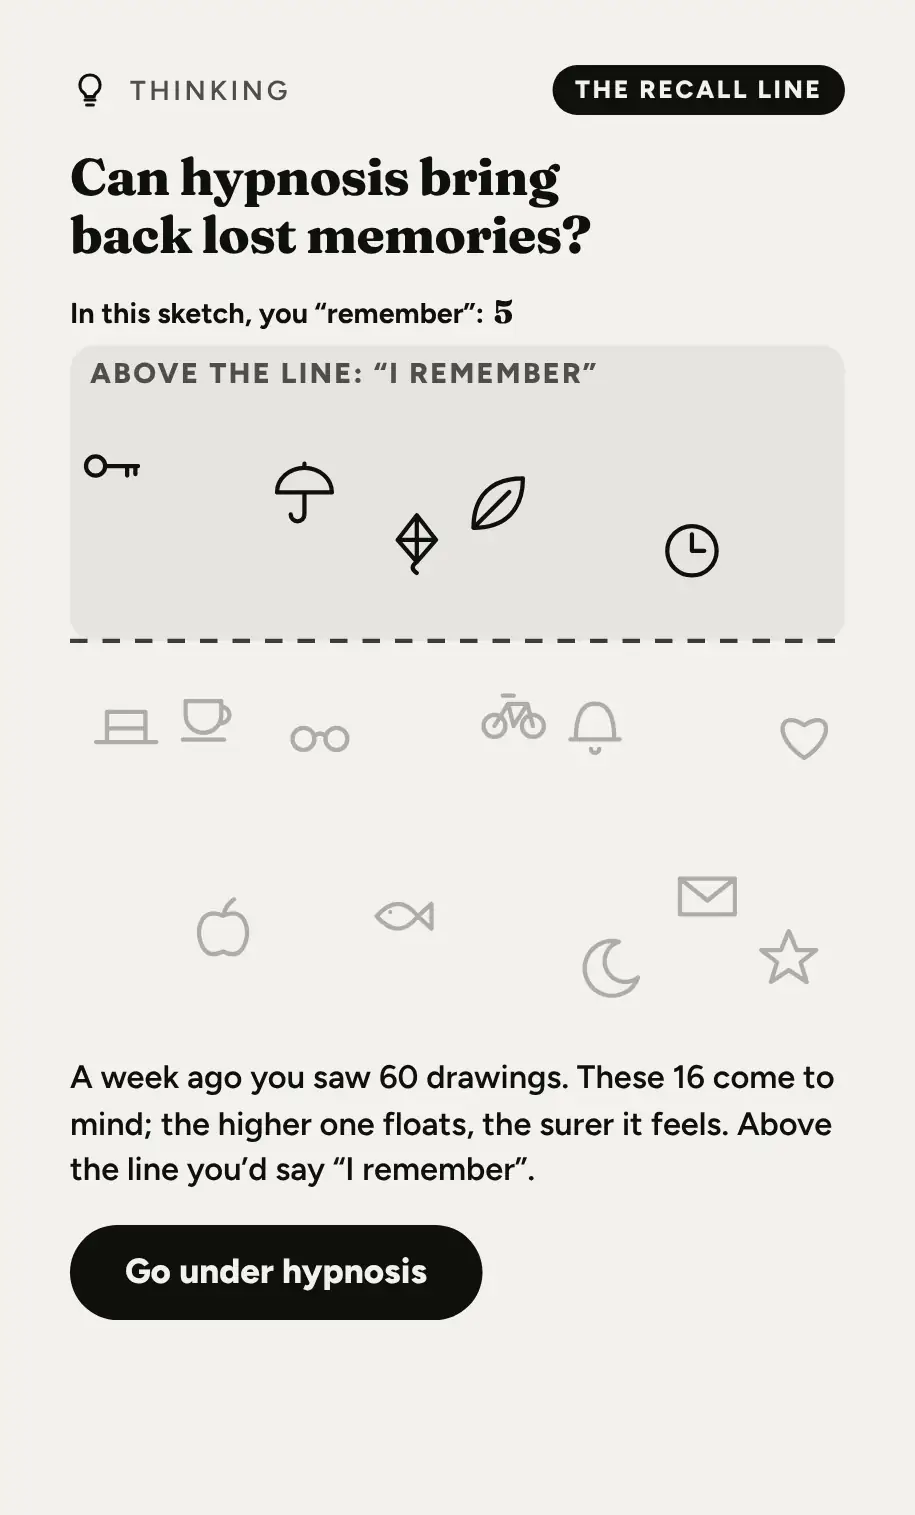 THINKING
THE RECALL LINE
Can hypnosis bring
back lost memories?
In this sketch, you “remember”: 5
ABOVE THE LINE: “I REMEMBER”
A week ago you saw 60 drawings. These 16 come to
mind; the higher one floats, the surer it feels. Above
the line you’d say “I remember”.
Go under hypnosis